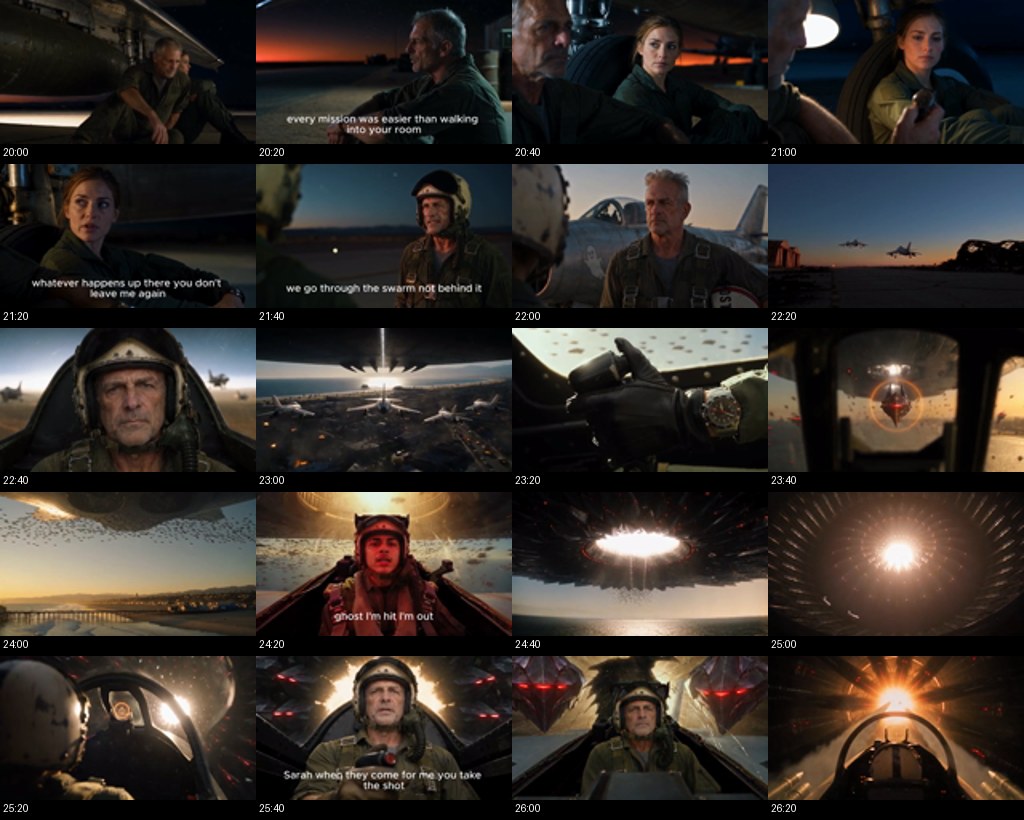 20:00
20:20
20:40
21:00
every mission was easier than walking
into your room
21:20
21:40
22:00
22:20
whatever happens up there you don't
leave me again
we go through the swarm not behind it
22:40
23:00
23:20
23:40
24:00
24:20
24:40
25:00
ghost I'm hit I'm out
25:20
25:40
26:00
26:20
Sarah when they come for me you take
the shot